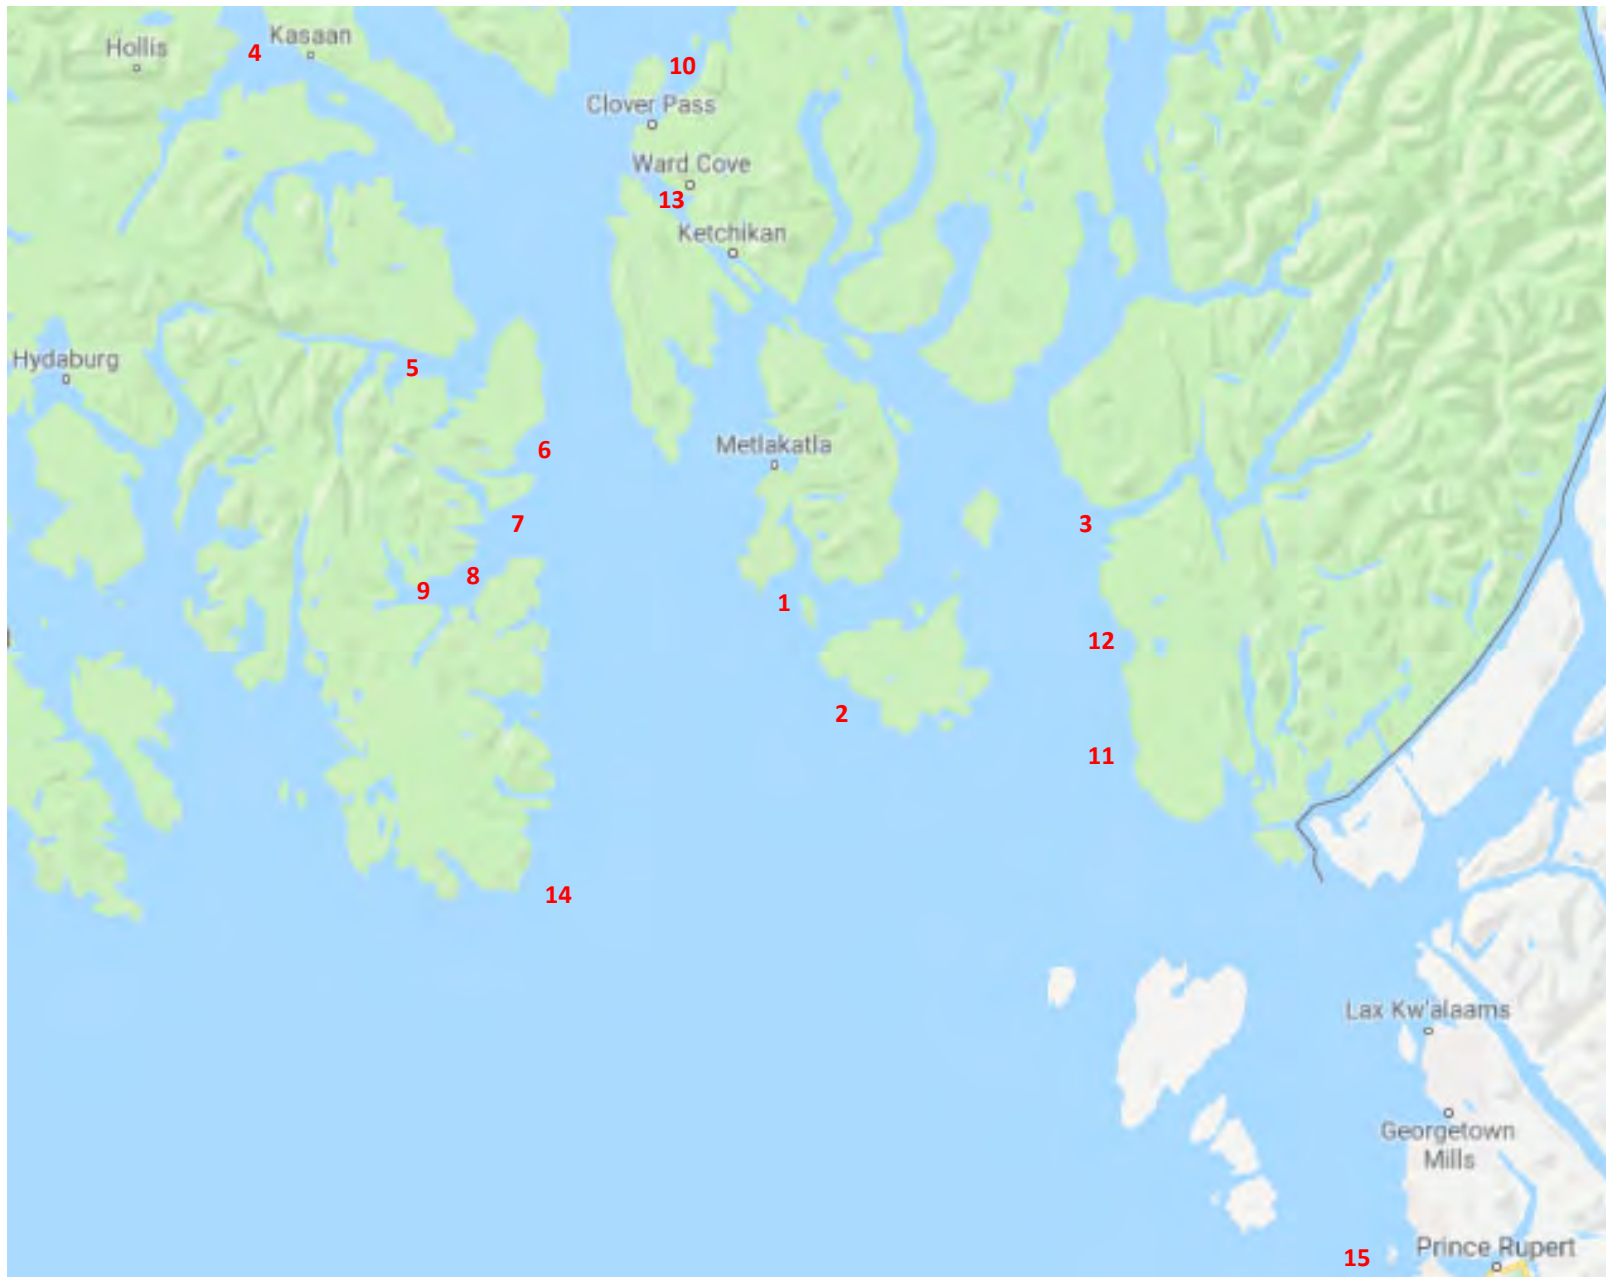 Kasaan
Hollis
4
10
Clover Pass
Ward Cove
13
Ketchikan
Hydaburg
5
Metlakatla
6
7
3
8
9
1
12
2
11
14
Lax Kw'alaams
Georgetown
Mills
Prince Rupert
15